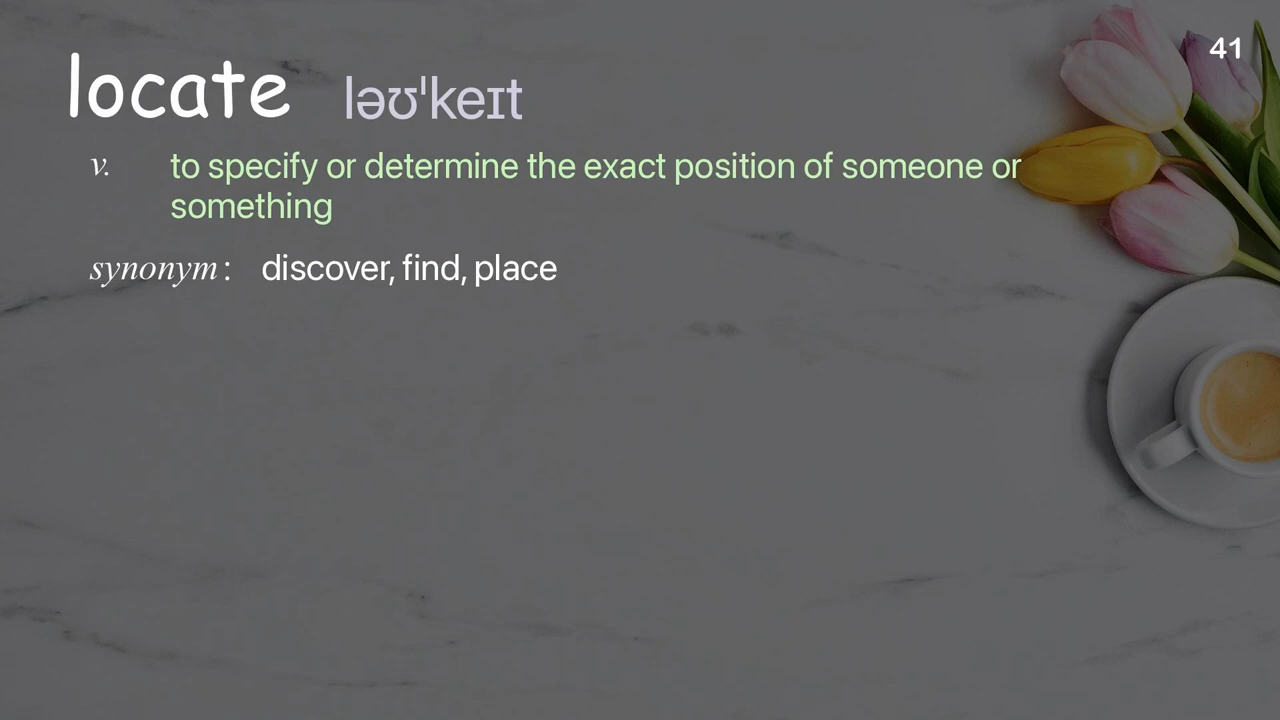 41
locate ləʊˈkeɪt
v. to specify or determine the exact position of someone or
something
synonym : discover, find, place